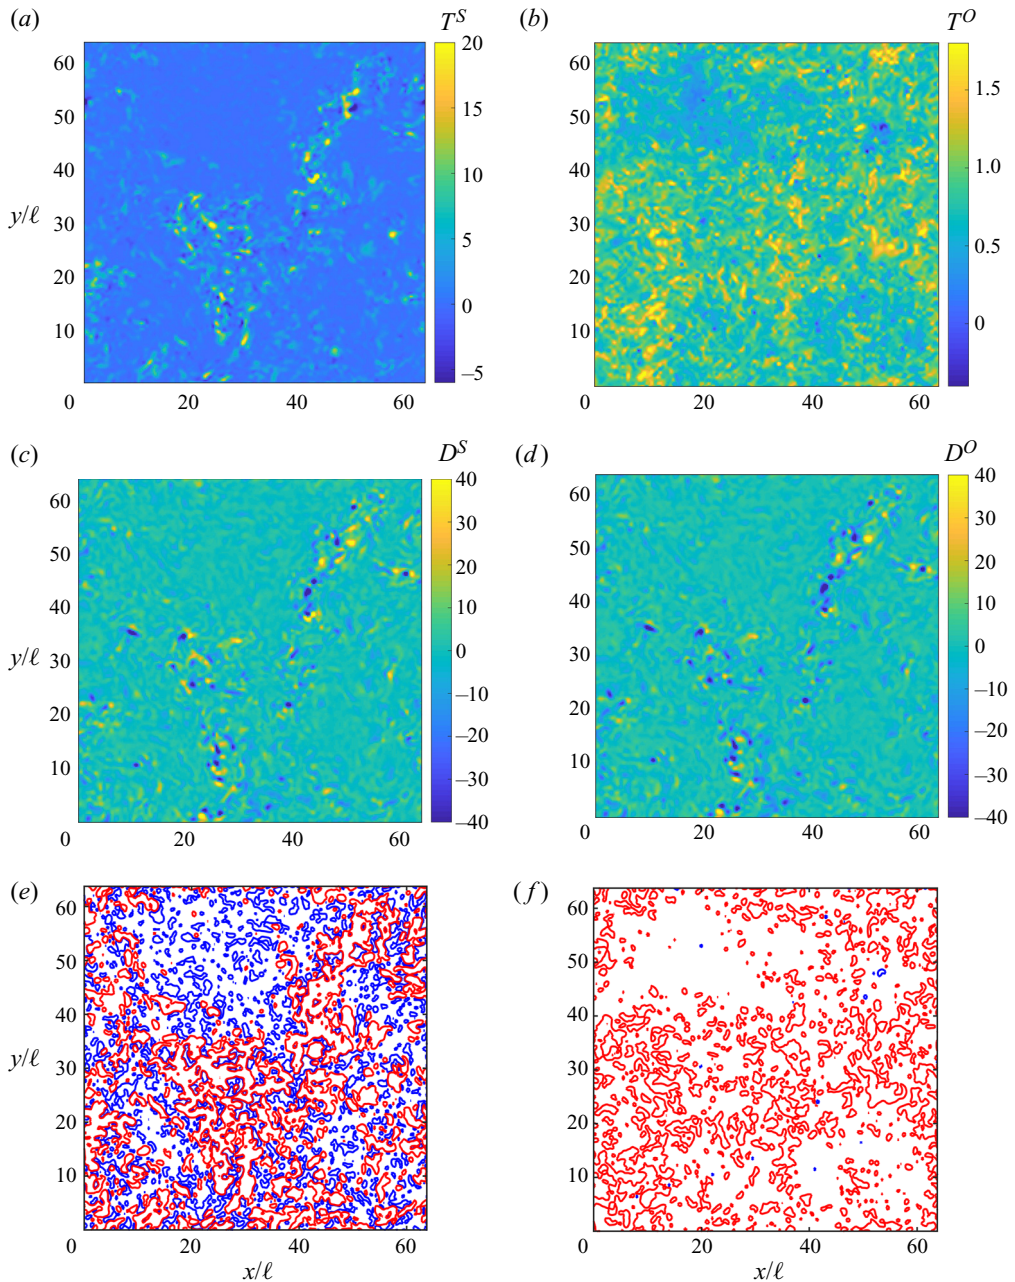 (a) T^S (b) T^O
60 20 60
50 15 50 1.5
40 10 40 1.0
y/ℓ 30 5 30 0.5
20 0 20
10 –5 10 0
0 20 40 60 0 20 40 60
(c) D^S (d) D^O
60 40 60 40
50 30 50 30
40 20 40 20
y/ℓ 30 10 30 10
20 0 20 0
10 –10 10 –10
–20 –20
–30 –30
–40 –40
0 20 40 60 0 20 40 60
(e) (f)
60 60
50 50
40 40
y/ℓ 30 30
20 20
10 10
0 20 40 60 0 20 40 60
x/ℓ x/ℓ